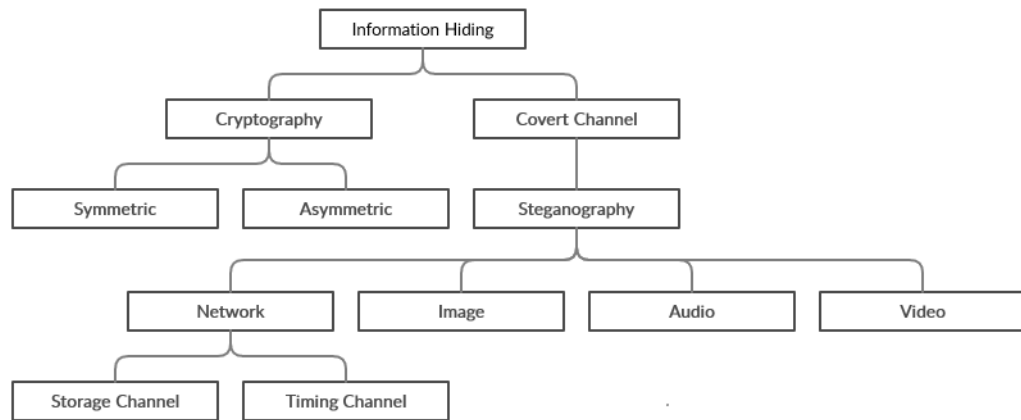 Information Hiding
Cryptography
Covert Channel
Symmetric
Asymmetric
Steganography
Network
Image
Audio
Video
Storage Channel
Timing Channel